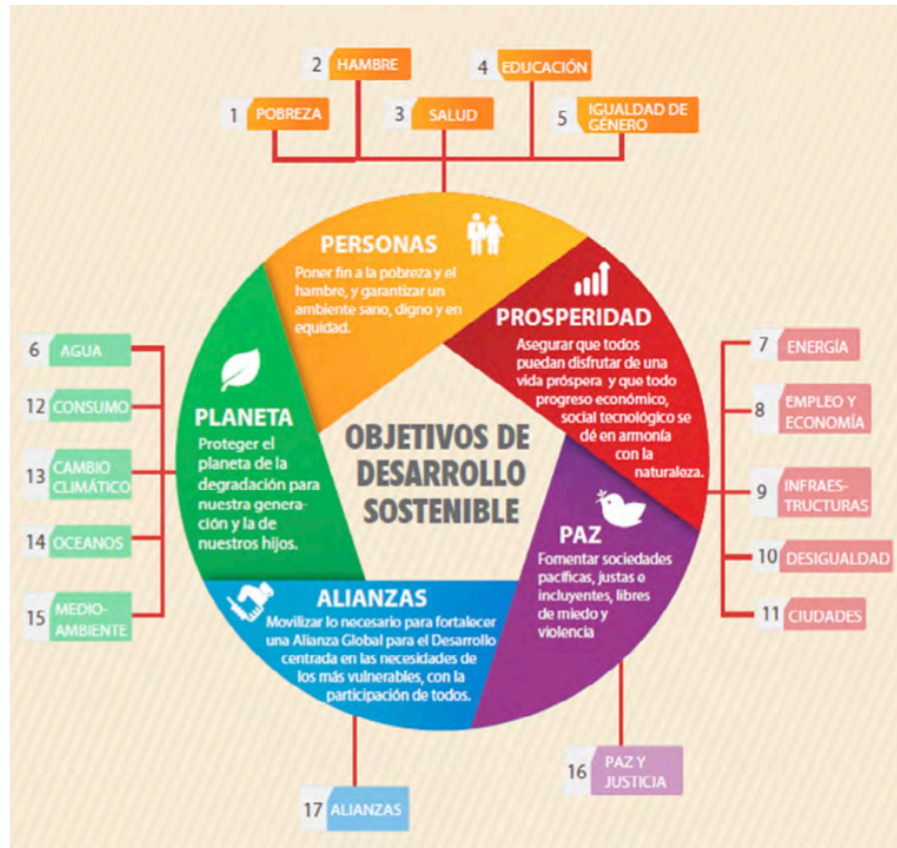 2 HAMBRE
4 EDUCACIÓN
1 POBREZA
3 SALUD
5 IGUALDAD DE
GÉNERO
PERSONAS
Poner fin a la pobreza y el
hambre, y garantizar un
ambiente sano, digno y en
equidad.
PROSPERIDAD
Asegurar que todos
puedan disfrutar de una
vida próspera y que todo
progreso económico,
social tecnológico se
dé en armonía
con la
naturaleza.
7 ENERGÍA
8 EMPLEO Y
ECONOMÍA
9 INFRAES-
TRUCTURAS
10 DESIGUALDAD
11 CIUDADES
6 AGUA
12 CONSUMO
13 CAMBIO
CLIMÁTICO
14 OCEANOS
15 MEDIO-
AMBIENTE
PLANETA
Proteger el
planeta de la
degradación para
nuestra genera-
ción y la de
nuestros hijos.
OBJETIVOS DE
DESARROLLO
SOSTENIBLE
PAZ
Fomentar sociedades
pacíficas, justas e
incluyentes, libres
de miedo y
violencia
ALIANZAS
Movilizar lo necesario para fortalecer
una Alianza Global para el Desarrollo
centrada en las necesidades de
los más vulnerables, con la
participación de todos.
16 PAZ Y
JUSTICIA
17 ALIANZAS